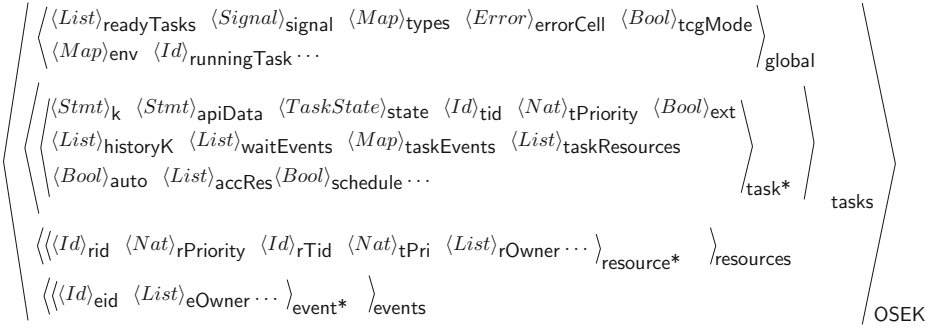 ⟨List⟩readyTasks ⟨Signal⟩signal ⟨Map⟩types ⟨Error⟩errorCell ⟨Bool⟩tcgMode
⟨Map⟩env ⟨Id⟩runningTask ⋯
global
⟨Stmt⟩k ⟨Stmt⟩apiData ⟨TaskState⟩state ⟨Id⟩tid ⟨Nat⟩tPriority ⟨Bool⟩ext
⟨List⟩historyK ⟨List⟩waitEvents ⟨Map⟩taskEvents ⟨List⟩taskResources
⟨Bool⟩auto ⟨List⟩accRes⟨Bool⟩schedule ⋯
task*
tasks
⟨⟨⟨Id⟩rid ⟨Nat⟩rPriority ⟨Id⟩rTid ⟨Nat⟩tPri ⟨List⟩rOwner ⋯ ⟩resource* ⟩resources
⟨⟨⟨Id⟩eid ⟨List⟩eOwner ⋯ ⟩event* ⟩events
OSEK